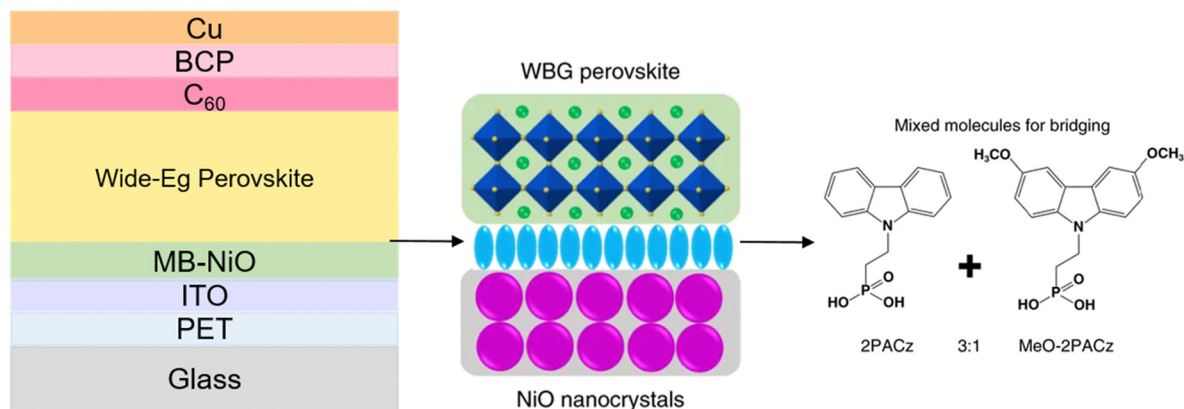 Cu
BCP
C₆₀
Wide-Eg Perovskite
MB-NiO
ITO
PET
Glass
WBG perovskite
NiO nanocrystals
Mixed molecules for bridging
H₃CO
OCH₃
N
N
P
O
HO
OH
P
O
HO
OH
2PACz
3:1
MeO-2PACz
+